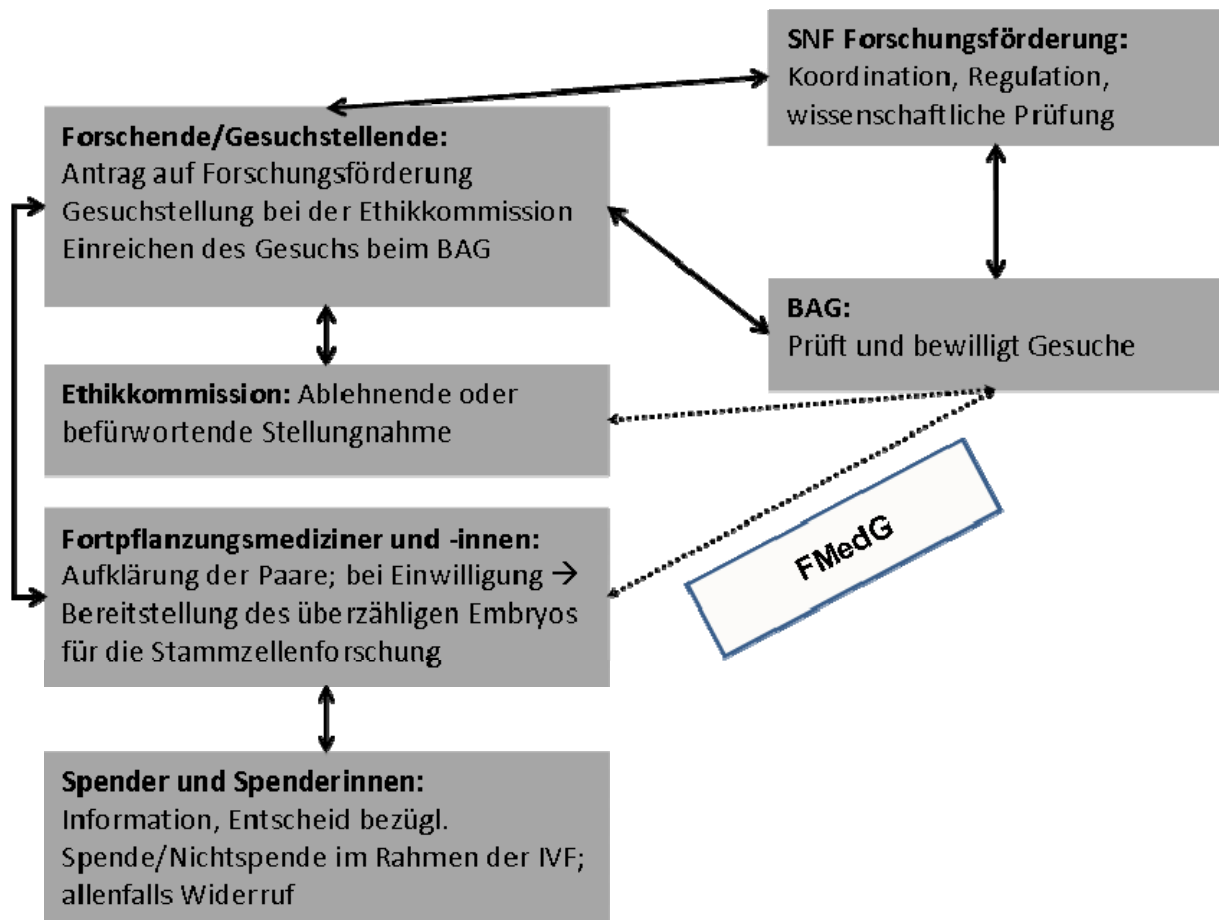 SNF Forschungsförderung:
Koordination, Regulation,
wissenschaftliche Prüfung
Forschende/Gesuchstellende:
Antrag auf Forschungsförderung
Gesuchstellung bei der Ethikkommission
Einreichen des Gesuchs beim BAG
BAG:
Prüft und bewilligt Gesuche
Ethikkommission: Ablehnende oder
befürwortende Stellungnahme
FMedG
Fortpflanzungsmediziner und -innen:
Aufklärung der Paare; bei Einwilligung →
Bereitstellung des überzähligen Embryos
für die Stammzellenforschung
Spender und Spenderinnen:
Information, Entscheid bezügl.
Spende/Nichtspende im Rahmen der IVF;
allenfalls Widerruf